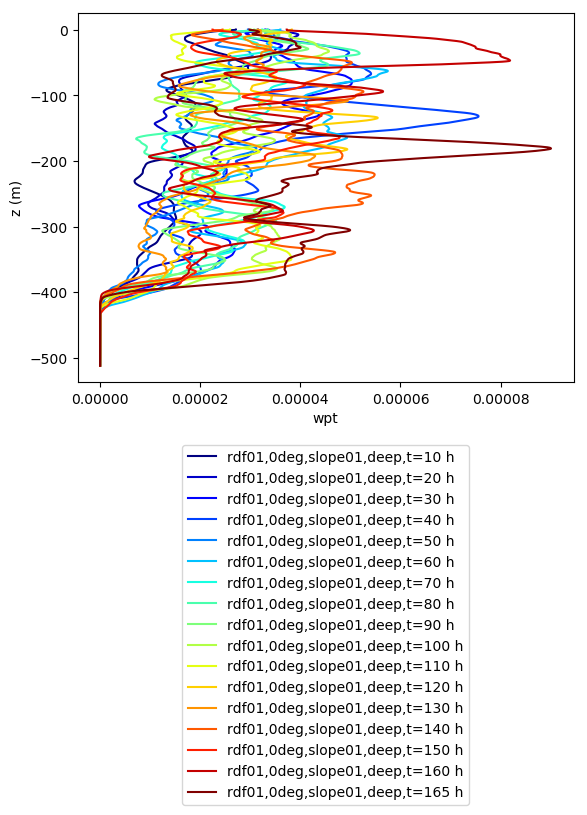 0
−100
−200
−300
−400
−500
z (m)
0.00000 0.00002 0.00004 0.00006 0.00008
wpt
rdf01,0deg,slope01,deep,t=10 h
rdf01,0deg,slope01,deep,t=20 h
rdf01,0deg,slope01,deep,t=30 h
rdf01,0deg,slope01,deep,t=40 h
rdf01,0deg,slope01,deep,t=50 h
rdf01,0deg,slope01,deep,t=60 h
rdf01,0deg,slope01,deep,t=70 h
rdf01,0deg,slope01,deep,t=80 h
rdf01,0deg,slope01,deep,t=90 h
rdf01,0deg,slope01,deep,t=100 h
rdf01,0deg,slope01,deep,t=110 h
rdf01,0deg,slope01,deep,t=120 h
rdf01,0deg,slope01,deep,t=130 h
rdf01,0deg,slope01,deep,t=140 h
rdf01,0deg,slope01,deep,t=150 h
rdf01,0deg,slope01,deep,t=160 h
rdf01,0deg,slope01,deep,t=165 h